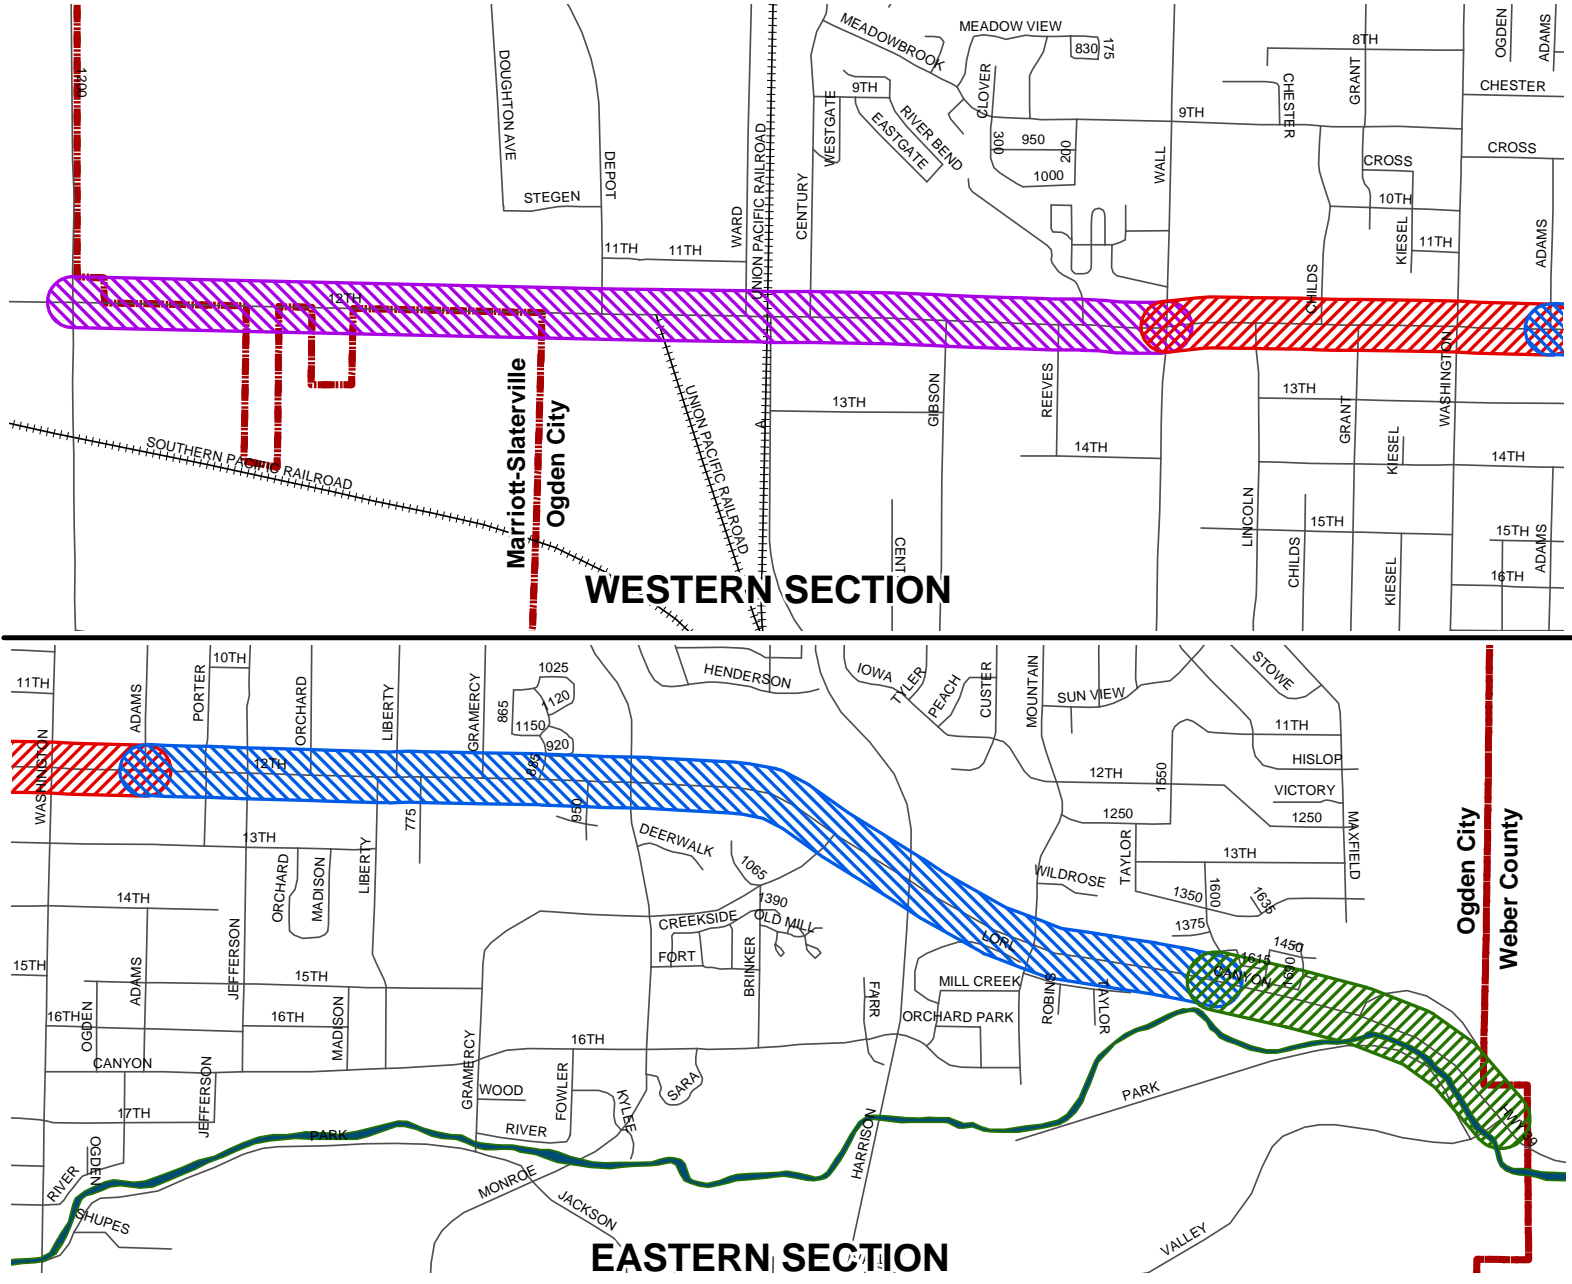 1200
DOUGHTON AVE
DEPOT
STEGEN
11TH
11TH
WARD
UNION PACIFIC RAILROAD
CENTURY
WESTGATE
MEADOWBROOK
9TH
EASTGATE
RIVER BEND
MEADOW VIEW
830
175
CLOVER
300
950
200
1000
WALL
9TH
8TH
GRANT
CHESTER
OGDEN
ADAMS
CHESTER
CROSS
CROSS
10TH
KIESEL
11TH
CHILDS
ADAMS
12TH
SOUTHERN PACIFIC RAILROAD
Marriott-Slaterville
Ogden City
UNION PACIFIC RAILROAD
A
13TH
GIBSON
REEVES
14TH
CENT
LINCOLN
13TH
GRANT
KIESEL
WASHINGTON
14TH
15TH
CHILDS
KIESEL
15TH
ADAMS
16TH
WESTERN SECTION
11TH
WASHINGTON
ADAMS
PORTER
10TH
ORCHARD
LIBERTY
GRAMERCY
865
1025
1120
1150
920
885
950
12TH
775
HENDERSON
IOWA
TYLER
PEACH
CUSTER
MOUNTAIN
SUN VIEW
STOWE
11TH
HISLOP
12TH
1550
VICTORY
1250
1250
MAXFIELD
TAYLOR
13TH
WILDROSE
1350
1600
1635
1375
1450
1615
1690
CANYON
LORL
Ogden City
Weber County
13TH
ORCHARD
MADISON
LIBERTY
DEERWALK
1065
1390
OLD MILL
CREEKSIDE
FORT
BRINKER
14TH
JEFFERSON
15TH
ADAMS
15TH
OGDEN
16TH
16TH
MADISON
CANYON
JEFFERSON
17TH
GRAMERCY
16TH
WOOD
FOWLER
KYLEE
SARA
RIVER
FARR
MILL CREEK
ORCHARD PARK
ROBINS
TAYLOR
PARK
HARRISON
HWY 39
PARK
OGDEN
RIVER
SHUPES
MONROE
JACKSON
VALLEY
EASTERN SECTION